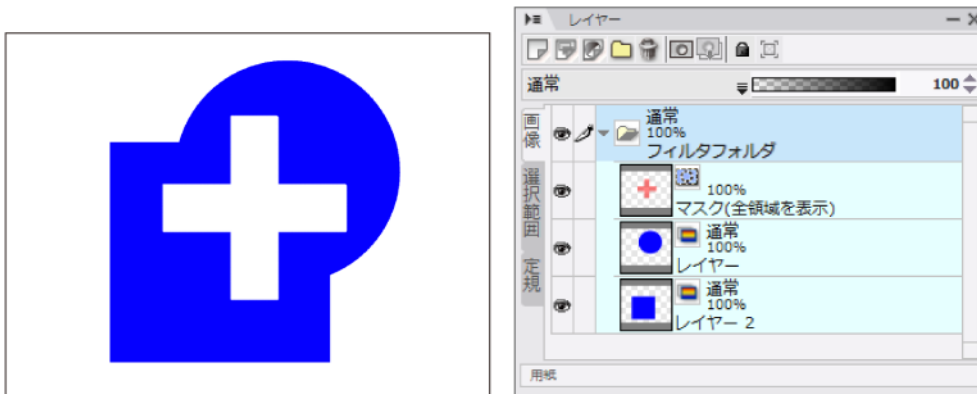 レイヤー
通常
100
画像
選択範囲
定規
通常
100%
フィルタフォルダ
100%
マスク(全領域を表示)
通常
100%
レイヤー
通常
100%
レイヤー 2
用紙